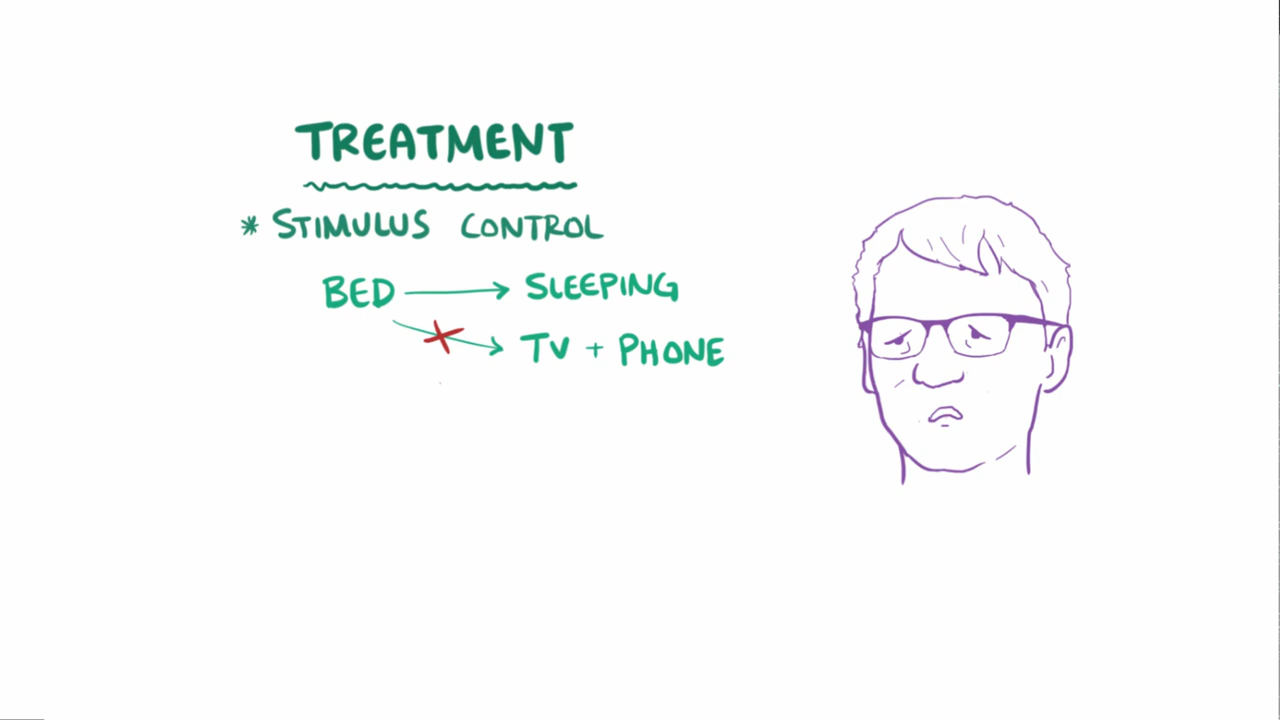 TREATMENT
* STIMULUS CONTROL
BED → SLEEPING
TV + PHONE